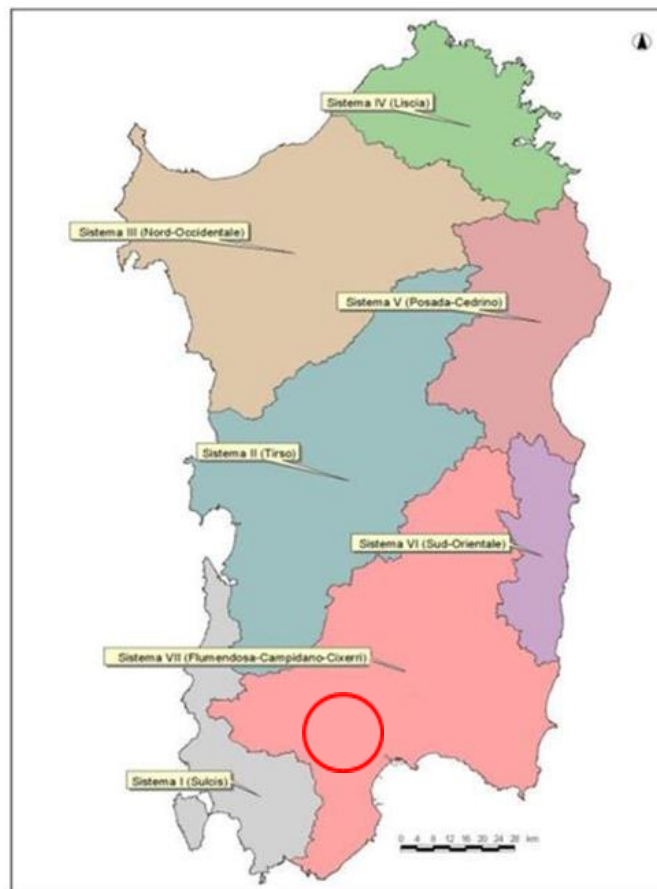 Sistema IV (Liscia)
Sistema III (Nord-Occidentale)
Sistema V (Posada-Cedrino)
Sistema II (Tirso)
Sistema VI (Sud-Orientale)
Sistema VII (Flumendosa-Campidano-Cixerri)
Sistema I (Sulcis)
0 4 8 12 16 20 24 28 km